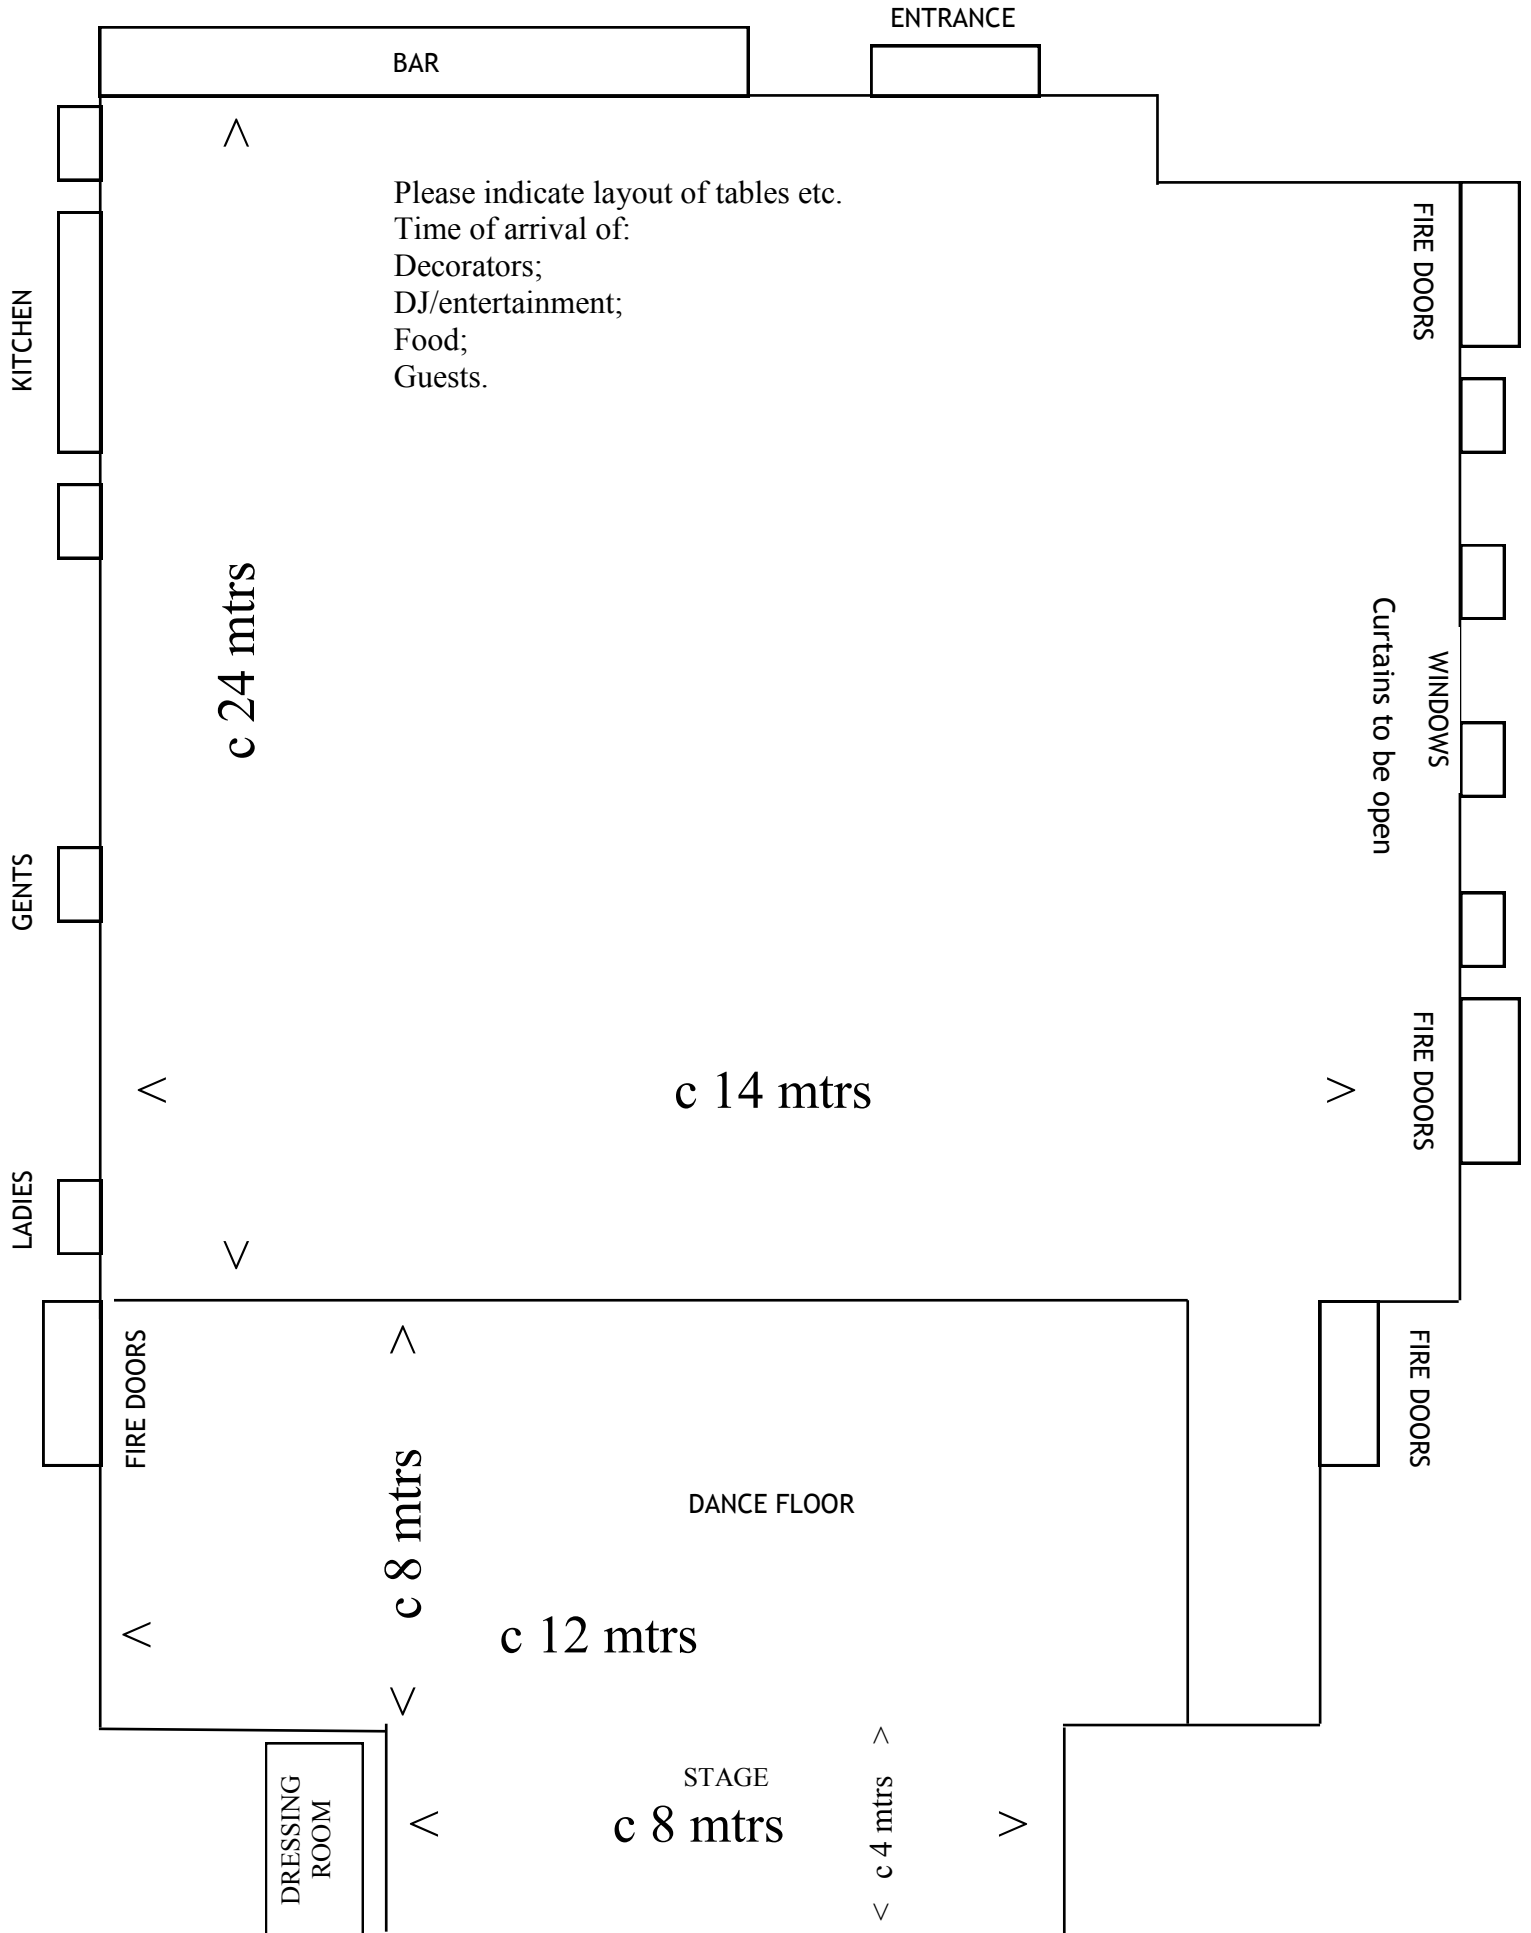 ENTRANCE
BAR
Please indicate layout of tables etc.
Time of arrival of:
Decorators;
DJ/entertainment;
Food;
Guests.
KITCHEN
FIRE DOORS
< c 24 mtrs >
WINDOWS
Curtains to be open
GENTS
FIRE DOORS
< c 14 mtrs >
LADIES
FIRE DOORS
FIRE DOORS
< c 8 mtrs >
DANCE FLOOR
< c 12 mtrs
STAGE
< c 8 mtrs >
< c 4 mtrs >
DRESSING
ROOM